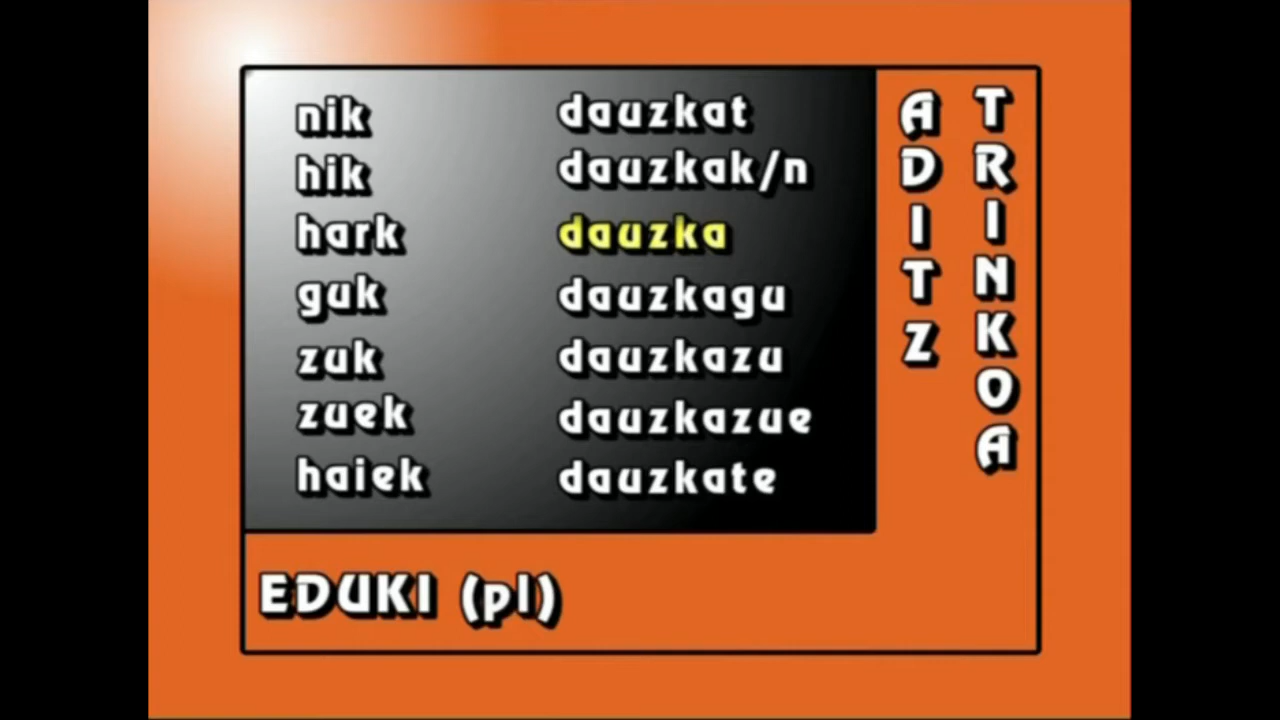 nik dauzkat
hik dauzkak/n
hark dauzka
guk dauzkagu
zuk dauzkazu
zuek dauzkazue
haiek dauzkate
ADITZ
TRINKOA
EDUKI (pl)